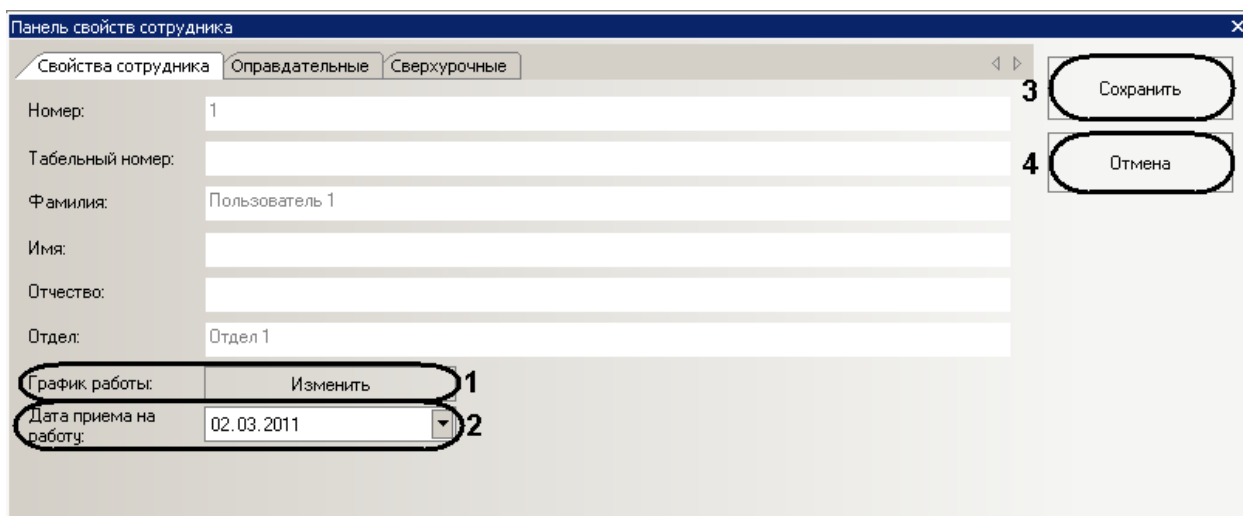 Панель свойств сотрудника
Свойства сотрудника Оправдательные Сверхурочные
3 Сохранить
Номер: 1
4 Отмена
Табельный номер:
Фамилия: Пользователь 1
Имя:
Отчество:
Отдел: Отдел 1
График работы: Изменить 1
Дата приема на
работу: 02.03.2011 2